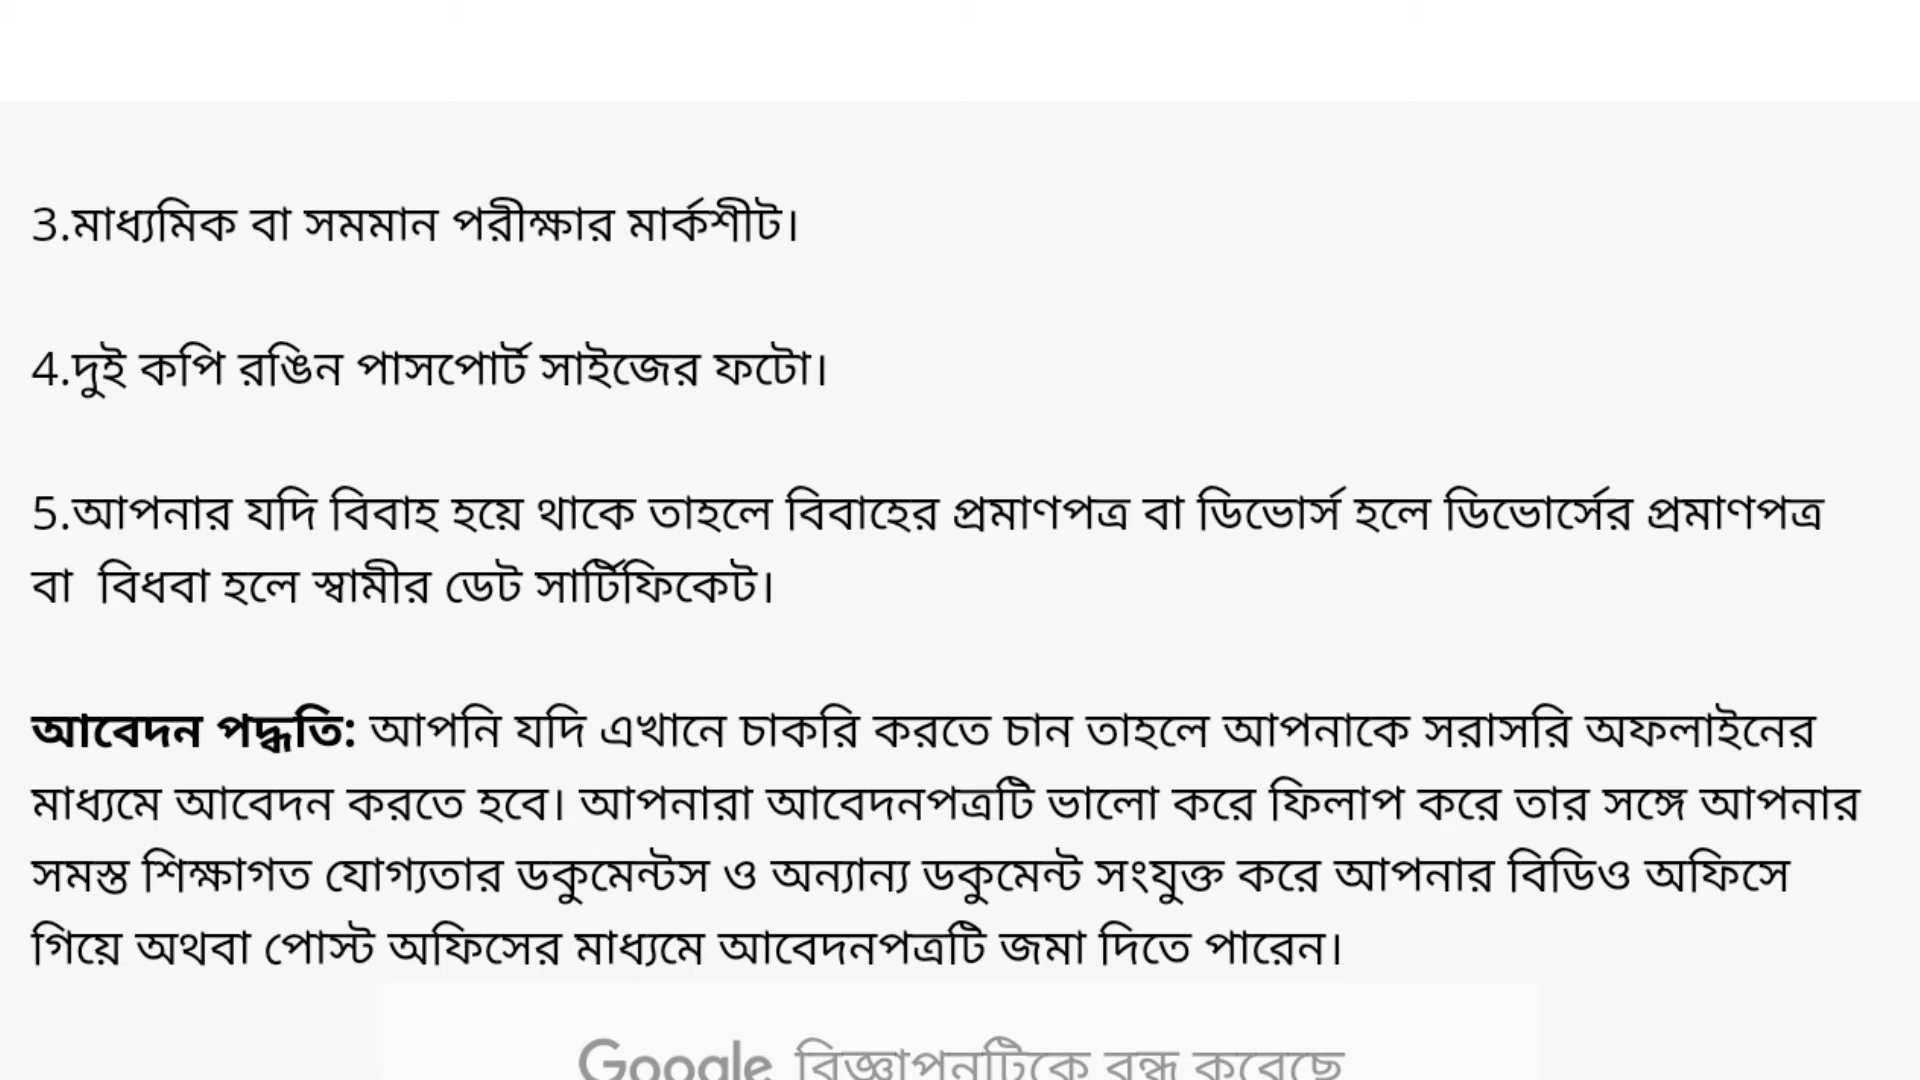 3.মাধ্যমিক বা সমমান পরীক্ষার মার্কশীট।
4.দুই কপি রঙিন পাসপোর্ট সাইজের ফটো।
5.আপনার যদি বিবাহ হয়ে থাকে তাহলে বিবাহের প্রমাণপত্র বা ডিভোর্স হলে ডিভোর্সের প্রমাণপত্র
বা বিধবা হলে স্বামীর ডেট সার্টিফিকেট।
আবেদন পদ্ধতি: আপনি যদি এখানে চাকরি করতে চান তাহলে আপনাকে সরাসরি অফলাইনের
মাধ্যমে আবেদন করতে হবে। আপনারা আবেদনপত্রটি ভালো করে ফিলাপ করে তার সঙ্গে আপনার
সমস্ত শিক্ষাগত যোগ্যতার ডকুমেন্টস ও অন্যান্য ডকুমেন্ট সংযুক্ত করে আপনার বিডিও অফিসে
গিয়ে অথবা পোস্ট অফিসের মাধ্যমে আবেদনপত্রটি জমা দিতে পারেন।
Google বিজ্ঞাপনটিকে বন্ধ করেছে